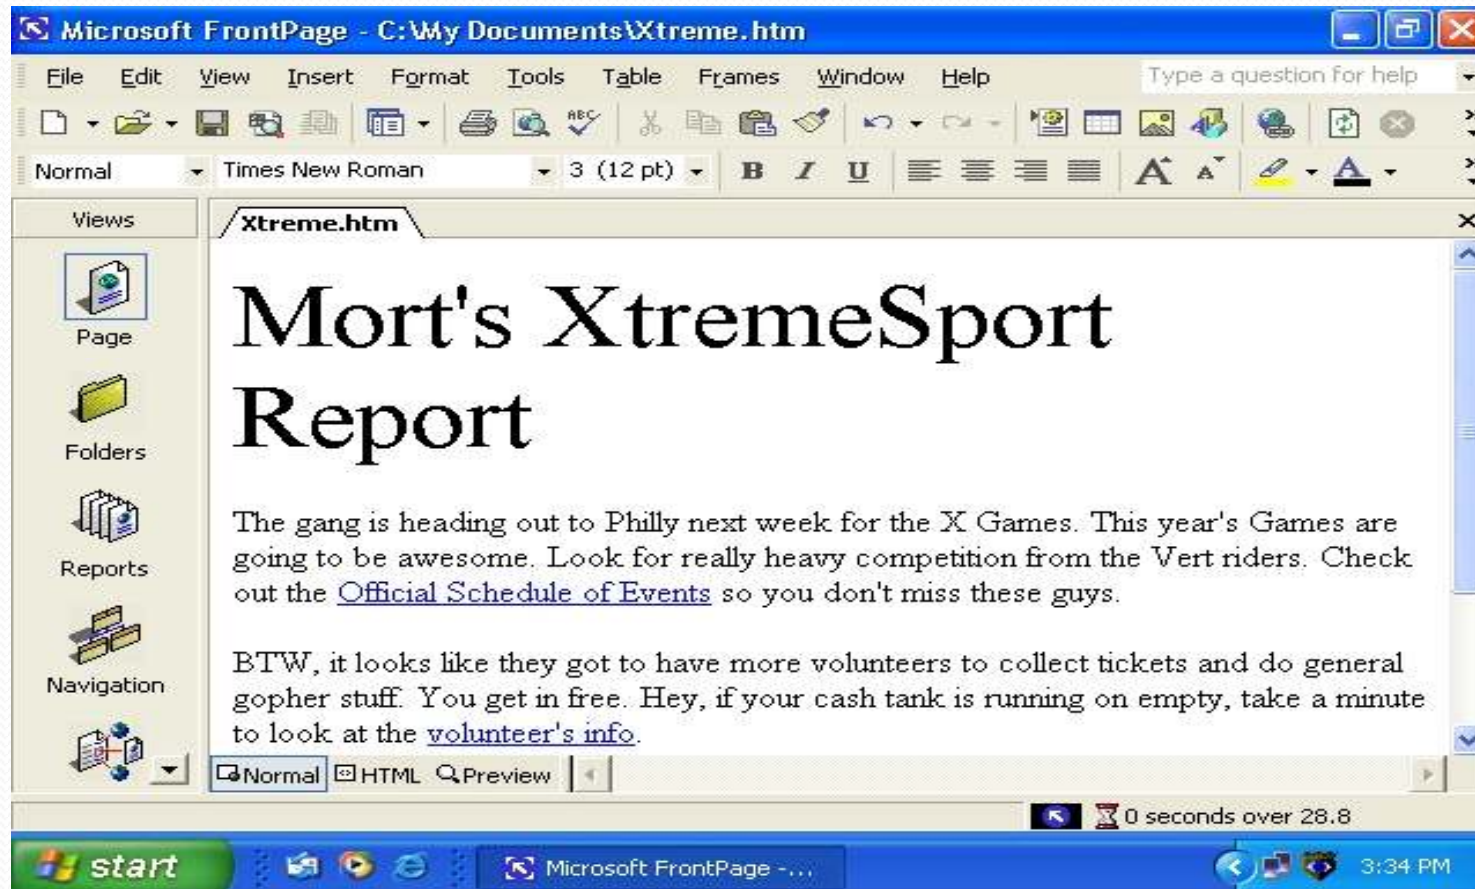 Microsoft FrontPage - C:\My Documents\Xtreme.htm
File Edit View Insert Format Tools Table Frames Window Help Type a question for help
ABC
Normal Times New Roman 3 (12 pt) B I U A A A
Views
Xtreme.htm
Page
Folders
Reports
Navigation
Mort's XtremeSport
Report
The gang is heading out to Philly next week for the X Games. This year's Games are
going to be awesome. Look for really heavy competition from the Vert riders. Check
out the Official Schedule of Events so you don't miss these guys.
BTW, it looks like they got to have more volunteers to collect tickets and do general
gopher stuff. You get in free. Hey, if your cash tank is running on empty, take a minute
to look at the volunteer's info.
Normal HTML Preview
0 seconds over 28.8
start Microsoft FrontPage -... 3:34 PM